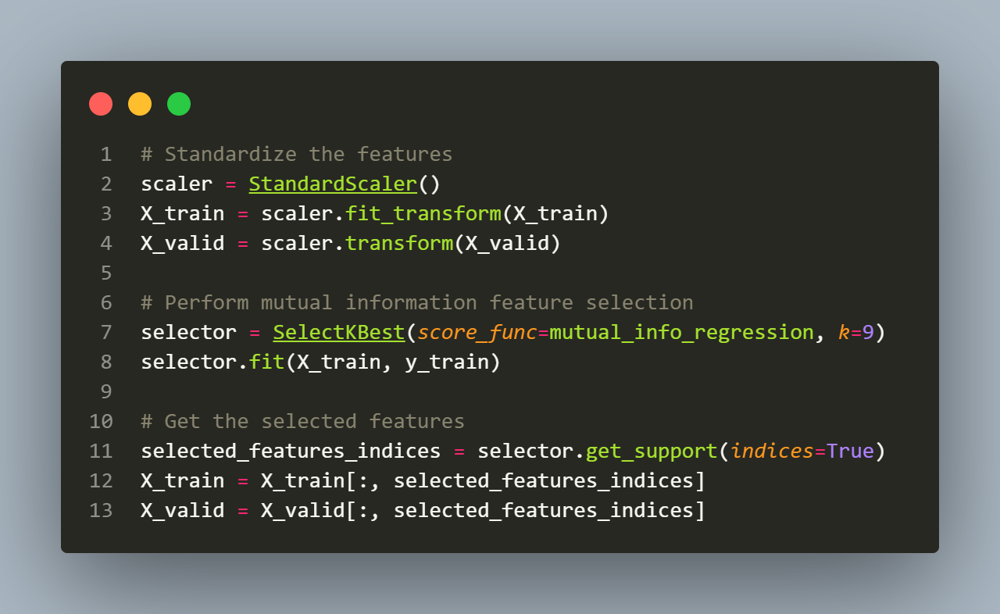 1 # Standardize the features
2 scaler = StandardScaler()
3 X_train = scaler.fit_transform(X_train)
4 X_valid = scaler.transform(X_valid)
5
6 # Perform mutual information feature selection
7 selector = SelectKBest(score_func=mutual_info_regression, k=9)
8 selector.fit(X_train, y_train)
9
10 # Get the selected features
11 selected_features_indices = selector.get_support(indices=True)
12 X_train = X_train[:, selected_features_indices]
13 X_valid = X_valid[:, selected_features_indices]